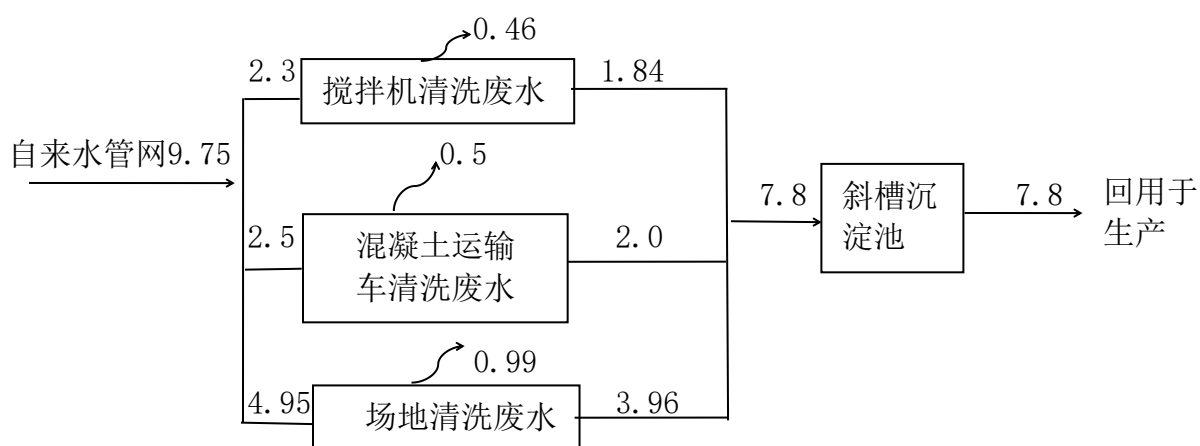 0.46
2.3
搅拌机清洗废水
1.84
自来水管网9.75
0.5
2.5
混凝土运输
车清洗废水
2.0
7.8
斜槽沉
淀池
7.8
回用于
生产
0.99
4.95
场地清洗废水
3.96